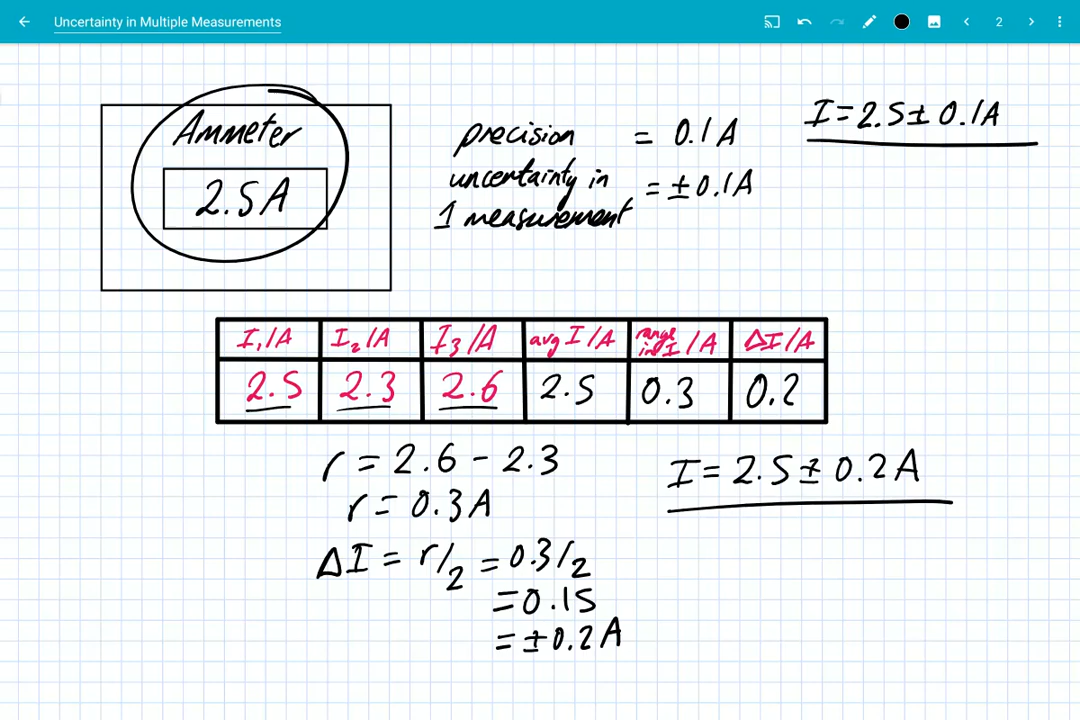 Uncertainty in Multiple Measurements
2
Ammeter
2.5A
precision = 0.1A
uncertainty in
1 measurement = ±0.1A
I = 2.5 ± 0.1A
I₁/A I₂/A I₃/A avg I/A range in I/A ΔI/A
2.5 2.3 2.6 2.5 0.3 0.2
r = 2.6 - 2.3
r = 0.3A
ΔI = r/2 = 0.3/2
= 0.15
= ±0.2A
I = 2.5 ± 0.2A